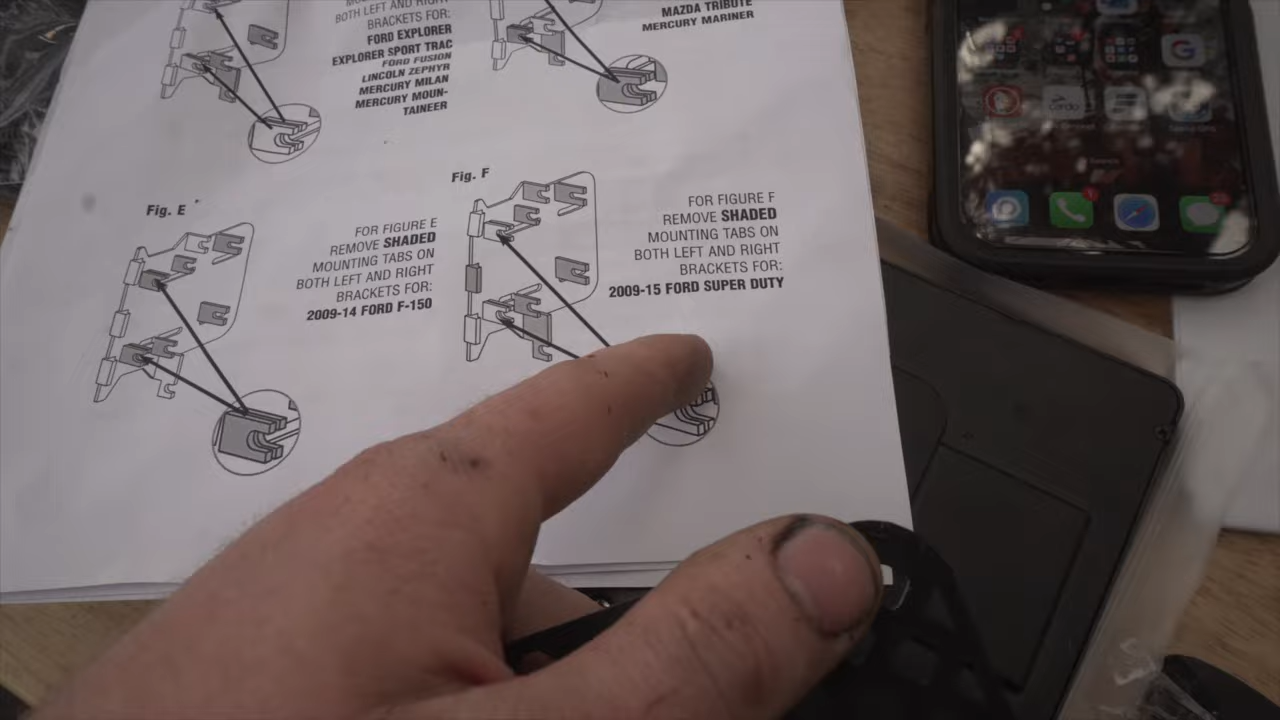 BOTH LEFT AND RIGHT
BRACKETS FOR:
FORD EXPLORER
EXPLORER SPORT TRAC
FORD FUSION
LINCOLN ZEPHYR
MERCURY MILAN
MERCURY MOUN-
TAINEER
MAZDA TRIBUTE
MERCURY MARINER
Fig. E
FOR FIGURE E
REMOVE SHADED
MOUNTING TABS ON
BOTH LEFT AND RIGHT
BRACKETS FOR:
2009-14 FORD F-150
Fig. F
FOR FIGURE F
REMOVE SHADED
MOUNTING TABS ON
BOTH LEFT AND RIGHT
BRACKETS FOR:
2009-15 FORD SUPER DUTY
G
cardo